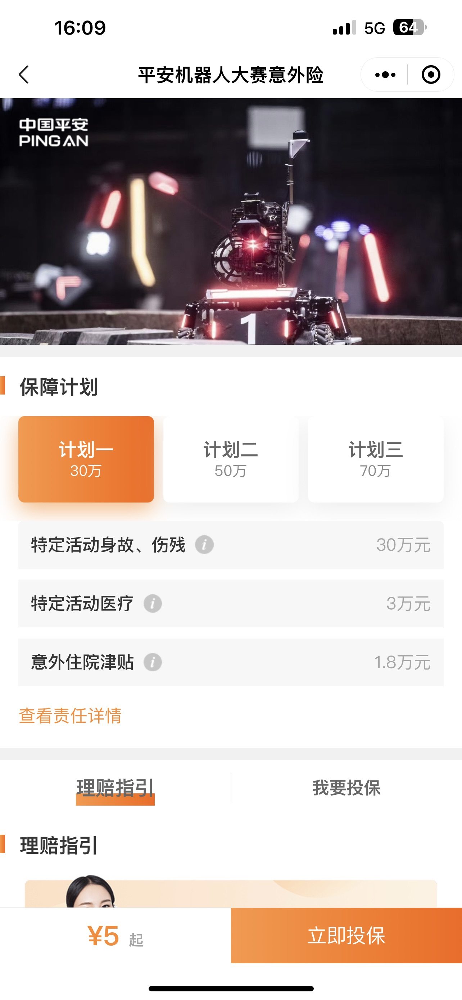 16:09
5G 64
平安机器人大赛意外险
中国平安
PING AN
1
保障计划
计划一
30万
计划二
50万
计划三
70万
特定活动身故、伤残 i
30万元
特定活动医疗 i
3万元
意外住院津贴 i
1.8万元
查看责任详情
理赔指引
我要投保
理赔指引
¥5 起
立即投保